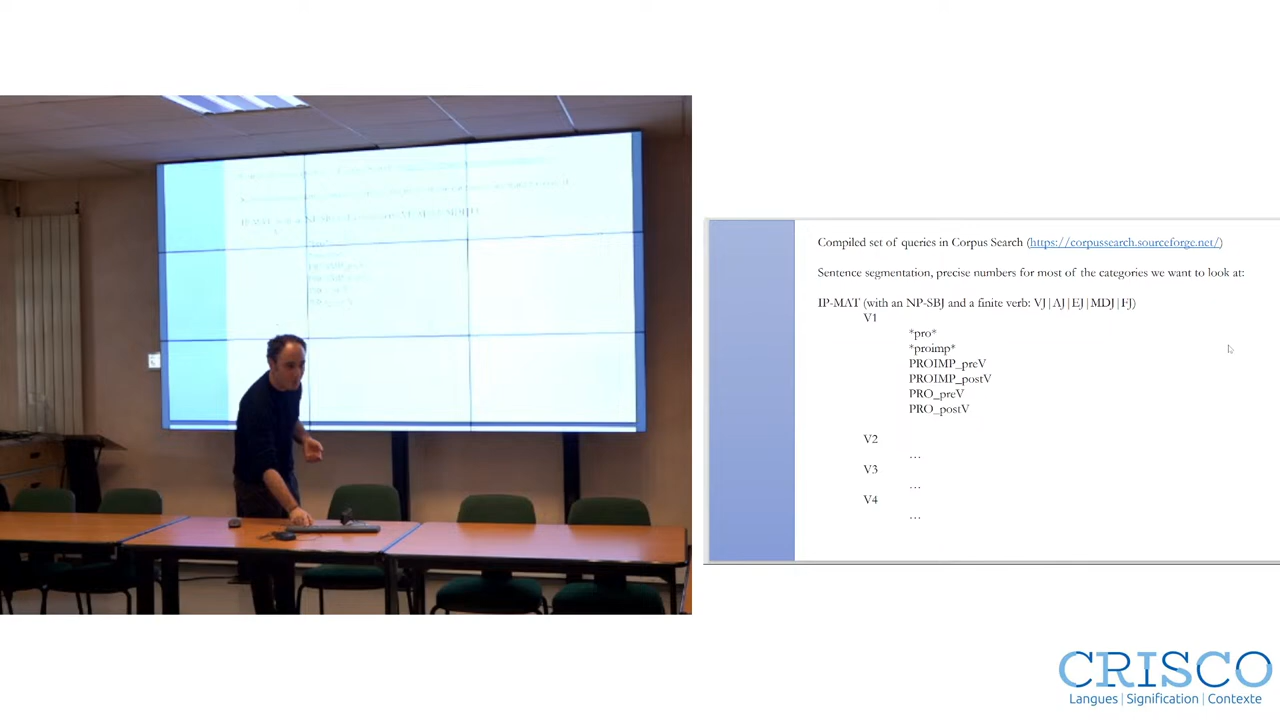 Compiled set of queries in Corpus Search (https://corpussearch.sourceforge.net/)
Sentence segmentation, precise numbers for most of the categories we want to look at:
IP-MAT (with an NP-SBJ and a finite verb: VJ|AJ|EJ|MDJ|FJ)
V1
*pro*
*proimp*
PROIMP_preV
PROIMP_postV
PRO_preV
PRO_postV
V2
…
V3
…
V4
…
CRISCO
Langues | Signification | Contexte